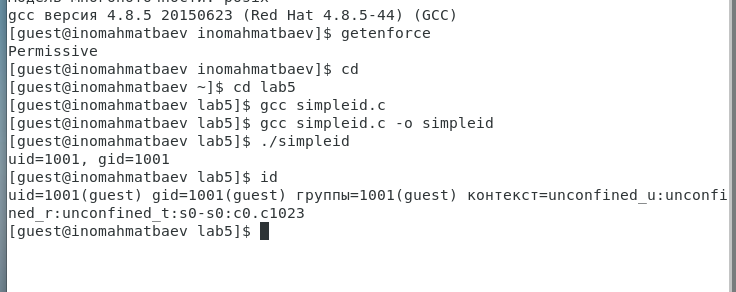 gcc версия 4.8.5 20150623 (Red Hat 4.8.5-44) (GCC)
[guest@inomahmatbaev inomahmatbaev]$ getenforce
Permissive
[guest@inomahmatbaev inomahmatbaev]$ cd
[guest@inomahmatbaev ~]$ cd lab5
[guest@inomahmatbaev lab5]$ gcc simpleid.c
[guest@inomahmatbaev lab5]$ gcc simpleid.c -o simpleid
[guest@inomahmatbaev lab5]$ ./simpleid
uid=1001, gid=1001
[guest@inomahmatbaev lab5]$ id
uid=1001(guest) gid=1001(guest) группы=1001(guest) контекст=unconfined_u:unconfi
ned_r:unconfined_t:s0-s0:c0.c1023
[guest@inomahmatbaev lab5]$